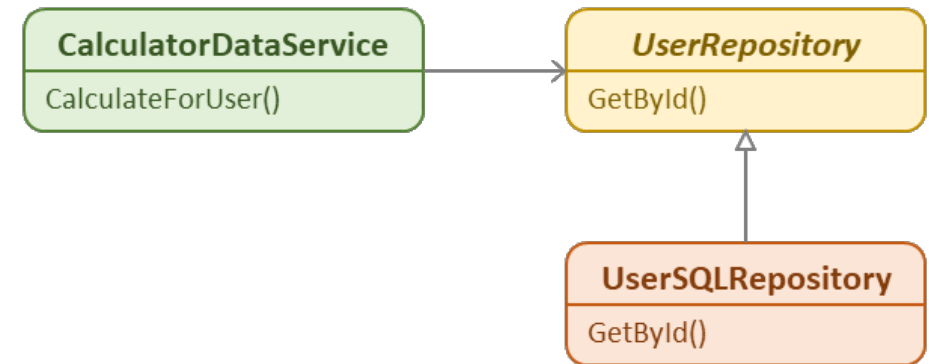 CalculatorDataService
CalculateForUser()
UserRepository
GetById()
UserSQLRepository
GetById()